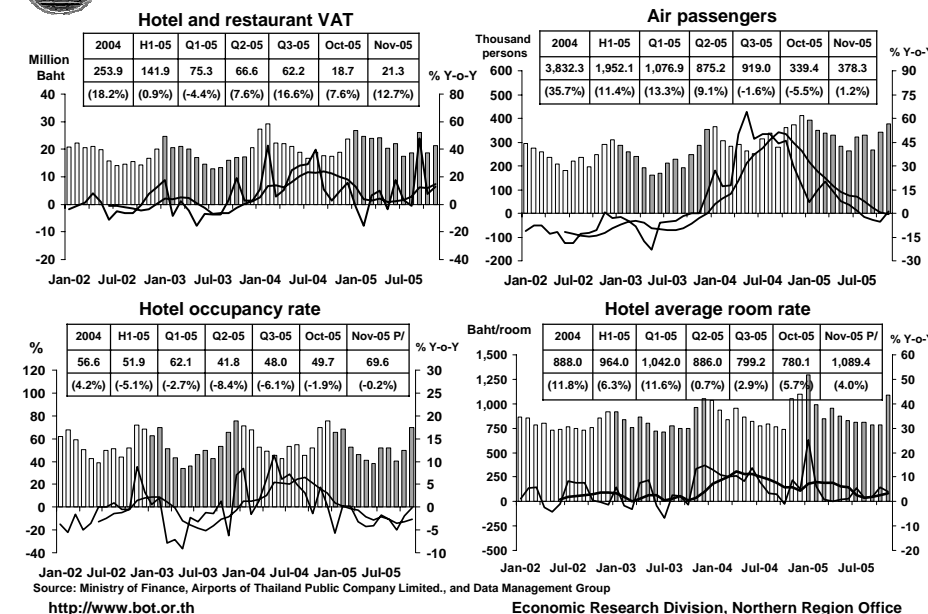 Hotel and restaurant VAT
Million Baht
% Y-o-Y
2004 H1-05 Q1-05 Q2-05 Q3-05 Oct-05 Nov-05
253.9 141.9 75.3 66.6 62.2 18.7 21.3
(18.2%) (0.9%) (-4.4%) (7.6%) (16.6%) (7.6%) (12.7%)
40 80
30 60
20 40
10 20
0 0
-10 -20
-20 -40
Jan-02 Jul-02 Jan-03 Jul-03 Jan-04 Jul-04 Jan-05 Jul-05
Air passengers
Thousand persons
% Y-o-Y
2004 H1-05 Q1-05 Q2-05 Q3-05 Oct-05 Nov-05
3,832.3 1,952.1 1,076.9 875.2 919.0 339.4 378.3
(35.7%) (11.4%) (13.3%) (9.1%) (-1.6%) (-5.5%) (1.2%)
600 90
500 75
400 60
300 45
200 30
100 15
0 0
-100 -15
-200 -30
Jan-02 Jul-02 Jan-03 Jul-03 Jan-04 Jul-04 Jan-05 Jul-05
Hotel occupancy rate
%
% Y-o-Y
2004 H1-05 Q1-05 Q2-05 Q3-05 Oct-05 Nov-05 P/
56.6 51.9 62.1 41.8 48.0 49.7 69.6
(4.2%) (-5.1%) (-2.7%) (-8.4%) (-6.1%) (-1.9%) (-0.2%)
120 30
100 25
80 20
60 15
40 10
20 5
0 0
-20 -5
-40 -10
Jan-02 Jul-02 Jan-03 Jul-03 Jan-04 Jul-04 Jan-05 Jul-05
Hotel average room rate
Baht/room
% Y-o-Y
2004 H1-05 Q1-05 Q2-05 Q3-05 Oct-05 Nov-05 P/
888.0 964.0 1,042.0 886.0 799.2 780.1 1,089.4
(11.8%) (6.3%) (11.6%) (0.7%) (2.9%) (5.7%) (4.0%)
1,500 60
1,250 50
1,000 40
750 30
500 20
250 10
0 0
-250 -10
-500 -20
Jan-02 Jul-02 Jan-03 Jul-03 Jan-04 Jul-04 Jan-05 Jul-05
Source: Ministry of Finance, Airports of Thailand Public Company Limited., and Data Management Group
http://www.bot.or.th
Economic Research Division, Northern Region Office